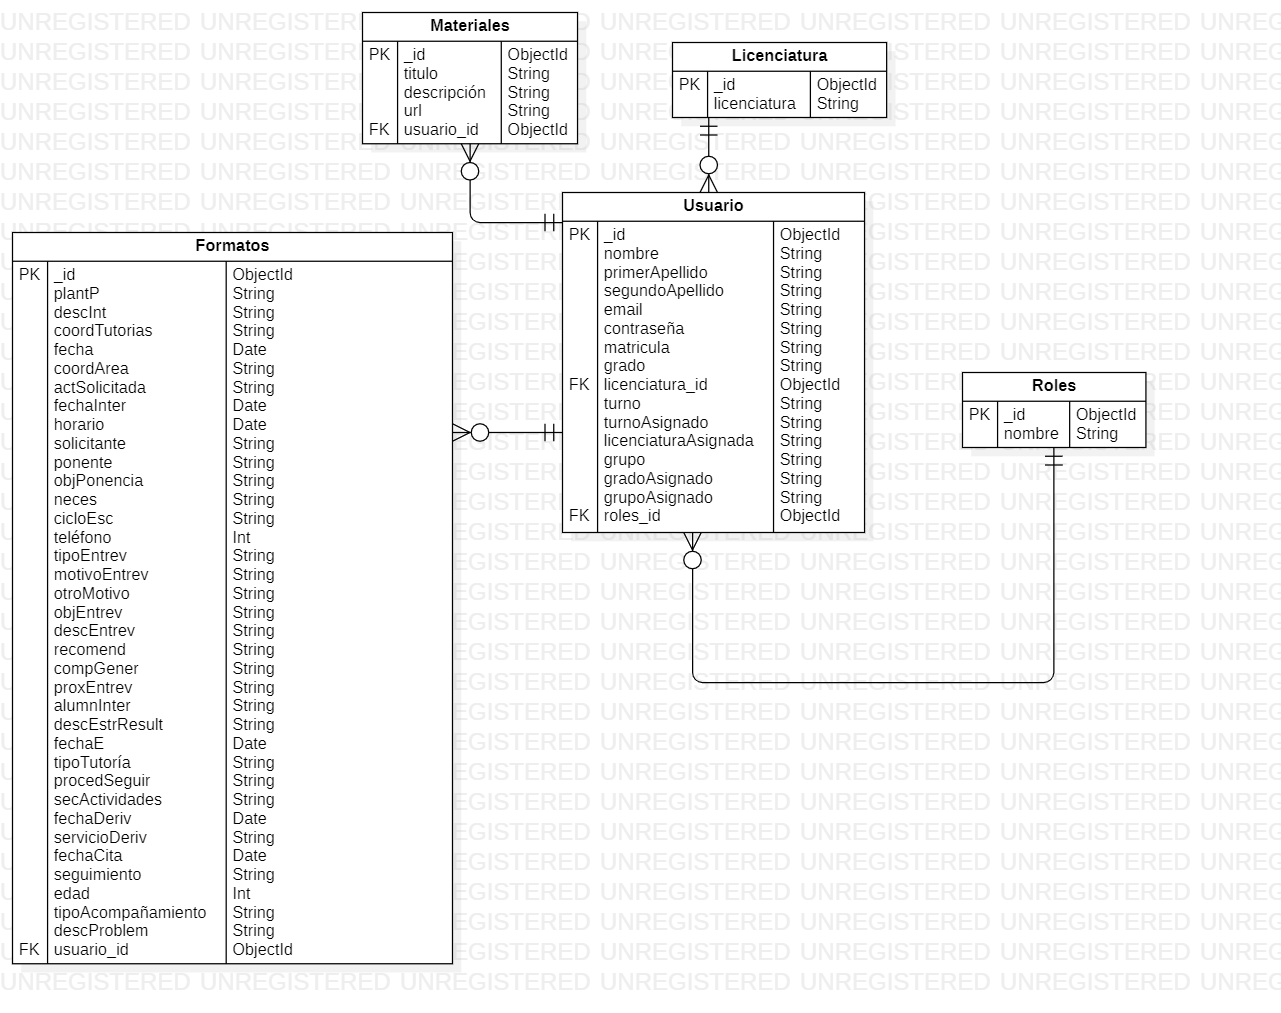 Materiales
PK _id ObjectId
titulo String
descripción String
url String
FK usuario_id ObjectId
Licenciatura
PK _id ObjectId
licenciatura String
Usuario
PK _id ObjectId
nombre String
primerApellido String
segundoApellido String
email String
contraseña String
matricula String
grado String
FK licenciatura_id ObjectId
turno String
turnoAsignado String
licenciaturaAsignada String
grupo String
gradoAsignado String
grupoAsignado String
FK roles_id ObjectId
Formatos
PK _id ObjectId
plantP String
descInt String
coordTutorias String
fecha Date
coordArea String
actSolicitada String
fechaInter Date
horario Date
solicitante String
ponente String
objPonencia String
neces String
cicloEsc String
teléfono Int
tipoEntrev String
motivoEntrev String
otroMotivo String
objEntrev String
descEntrev String
recomend String
compGener String
proxEntrev String
alumnInter String
descEstrResult String
fechaE Date
tipoTutoría String
procedSeguir String
secActividades String
fechaDeriv Date
servicioDeriv String
fechaCita Date
seguimiento String
edad Int
tipoAcompañamiento String
descProblem String
FK usuario_id ObjectId
Roles
PK _id ObjectId
nombre String
UNREGISTERED